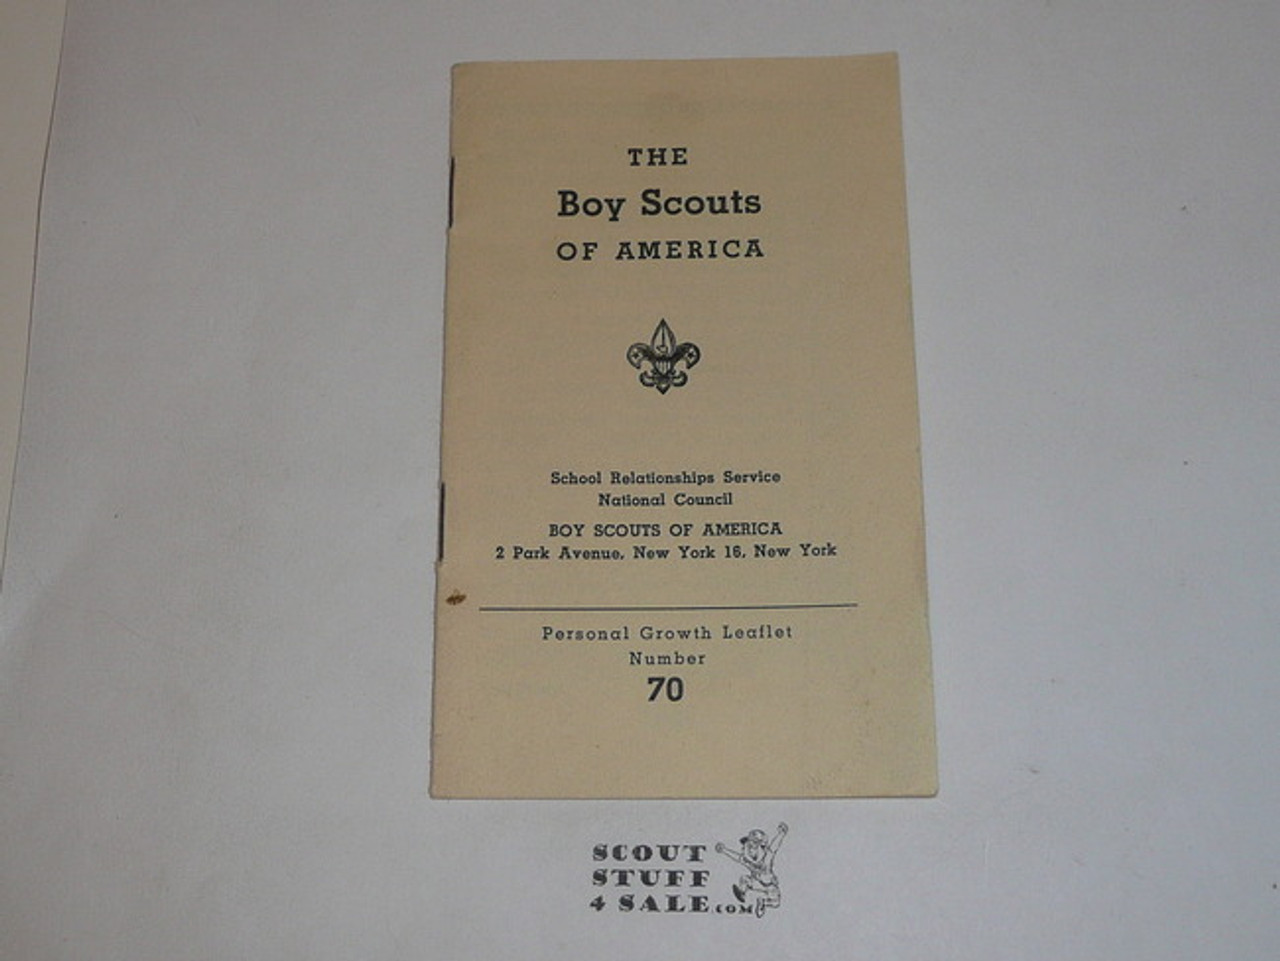 THE
Boy Scouts
OF AMERICA
School Relationships Service
National Council
BOY SCOUTS OF AMERICA
2 Park Avenue, New York 16, New York
Personal Growth Leaflet
Number
70
SCOUT
STUFF
4 SALE.COM